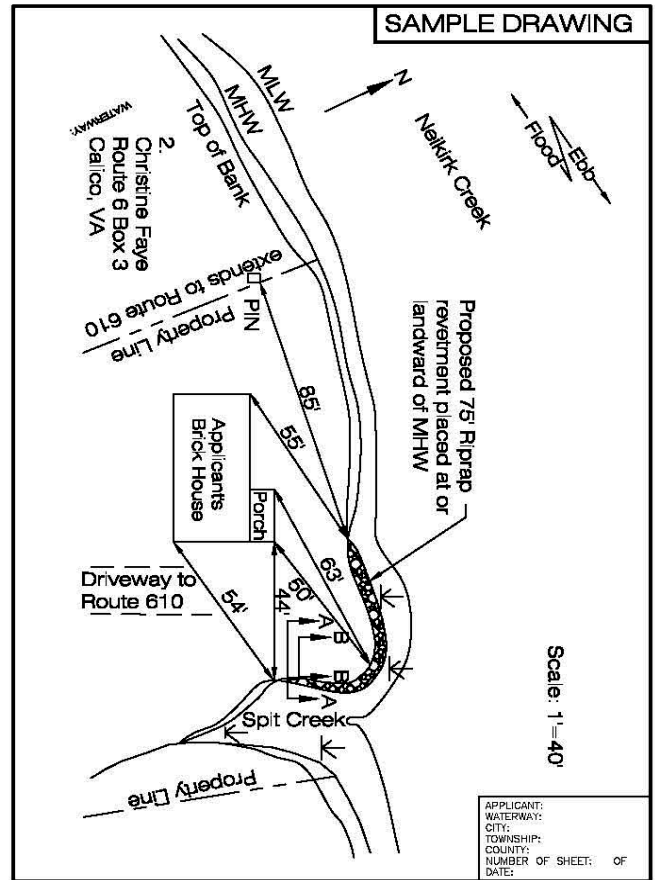 SAMPLE DRAWING
MLW
MHW
Top of Bank
N
Neikirk Creek
Ebb
Flood
WATERWAY:
2.
Christine Faye
Route 6 Box 3
Calico, VA
extends to Route 610
Property Line
PIN
Proposed 75' Riprap
revetment placed at or
landward of MHW
85'
55'
Applicant's
Brick House
Porch
63'
50'
44'
54'
Driveway to
Route 610
A
B
B
A
Spit Creek
Scale: 1"=40'
Property Line
APPLICANT:
WATERWAY:
CITY:
TOWNSHIP:
COUNTY:
NUMBER OF SHEET: OF
DATE: